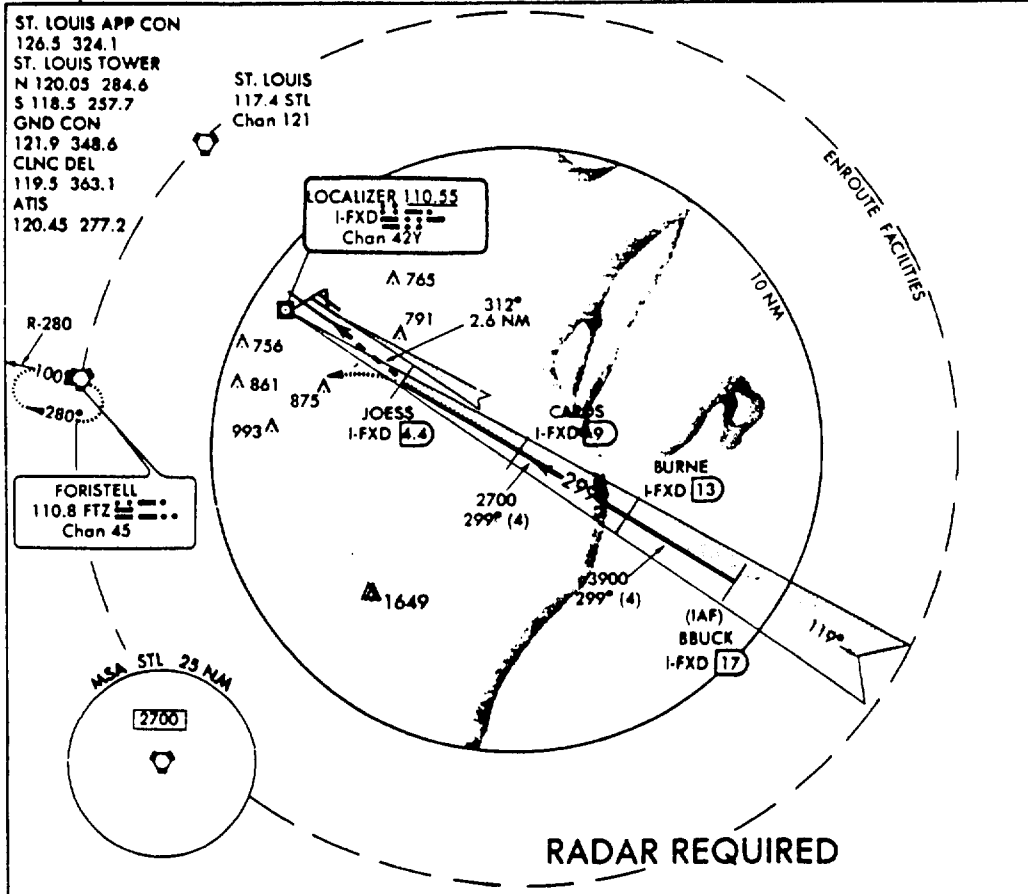 ST. LOUIS APP CON
126.5 324.1
ST. LOUIS TOWER
N 120.05 284.6
S 118.5 257.7
GND CON
121.9 348.6
CLNC DEL
119.5 363.1
ATIS
120.45 277.2
ST. LOUIS
117.4 STL
Chan 121
ENROUTE FACILITIES
LOCALIZER 110.55
I-FXD
Chan 42Y
10 NM
765
312°
2.6 NM
791
R-280
756
100
861
875
280°
993
JOESS
I-FXD 4.4
I-FXD
BURNE
I-FXD 13
299
2700
299° (4)
FORISTELL
110.8 FTZ
Chan 45
3900
299° (4)
1649
(IAF)
BBUCK
I-FXD 17
119°
MSA STL 25 NM
2700
RADAR REQUIRED